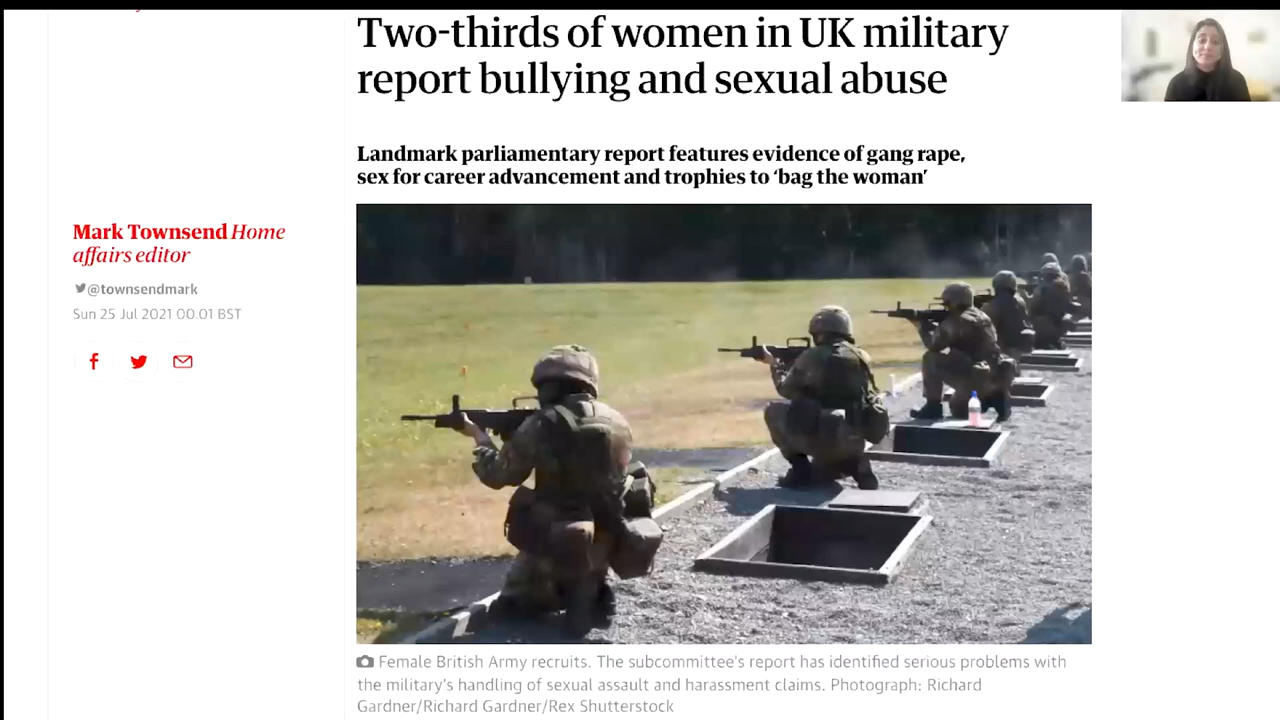 Two-thirds of women in UK military
report bullying and sexual abuse
Landmark parliamentary report features evidence of gang rape,
sex for career advancement and trophies to ‘bag the woman’
Mark Townsend Home
affairs editor
@townsendmark
Sun 25 Jul 2021 00.01 BST
Female British Army recruits. The subcommittee's report has identified serious problems with
the military's handling of sexual assault and harassment claims. Photograph: Richard
Gardner/Richard Gardner/Rex Shutterstock